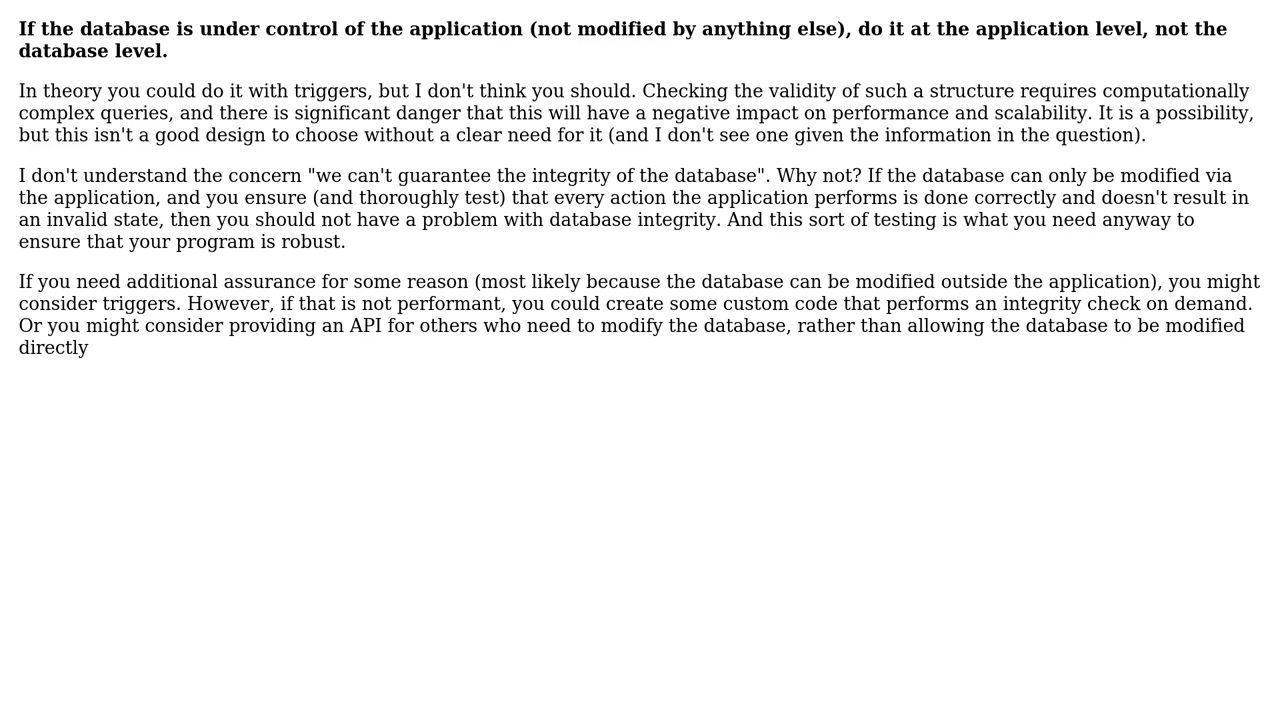 If the database is under control of the application (not modified by anything else), do it at the application level, not the
database level.
In theory you could do it with triggers, but I don't think you should. Checking the validity of such a structure requires computationally
complex queries, and there is significant danger that this will have a negative impact on performance and scalability. It is a possibility,
but this isn't a good design to choose without a clear need for it (and I don't see one given the information in the question).
I don't understand the concern "we can't guarantee the integrity of the database". Why not? If the database can only be modified via
the application, and you ensure (and thoroughly test) that every action the application performs is done correctly and doesn't result in
an invalid state, then you should not have a problem with database integrity. And this sort of testing is what you need anyway to
ensure that your program is robust.
If you need additional assurance for some reason (most likely because the database can be modified outside the application), you might
consider triggers. However, if that is not performant, you could create some custom code that performs an integrity check on demand.
Or you might consider providing an API for others who need to modify the database, rather than allowing the database to be modified
directly